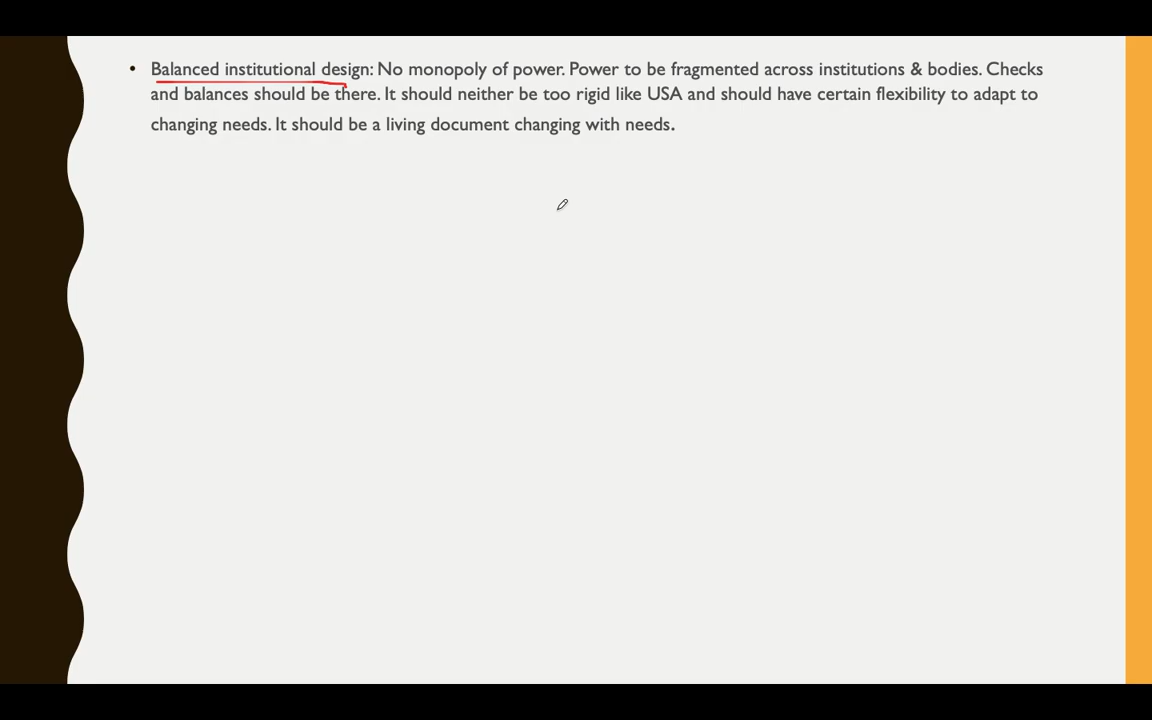 • Balanced institutional design: No monopoly of power. Power to be fragmented across institutions & bodies. Checks
and balances should be there. It should neither be too rigid like USA and should have certain flexibility to adapt to
changing needs. It should be a living document changing with needs.